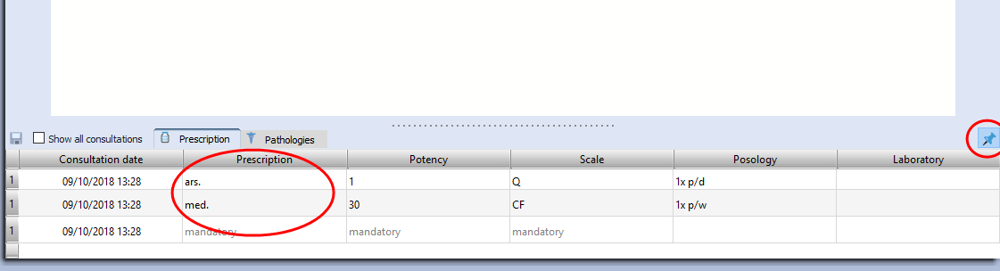 Show all consultations Prescription Pathologies
Consultation date Prescription Potency Scale Posology Laboratory
1 09/10/2018 13:28 ars. 1 Q 1x p/d
1 09/10/2018 13:28 med. 30 CF 1x p/w
1 09/10/2018 13:28 mandatory mandatory mandatory